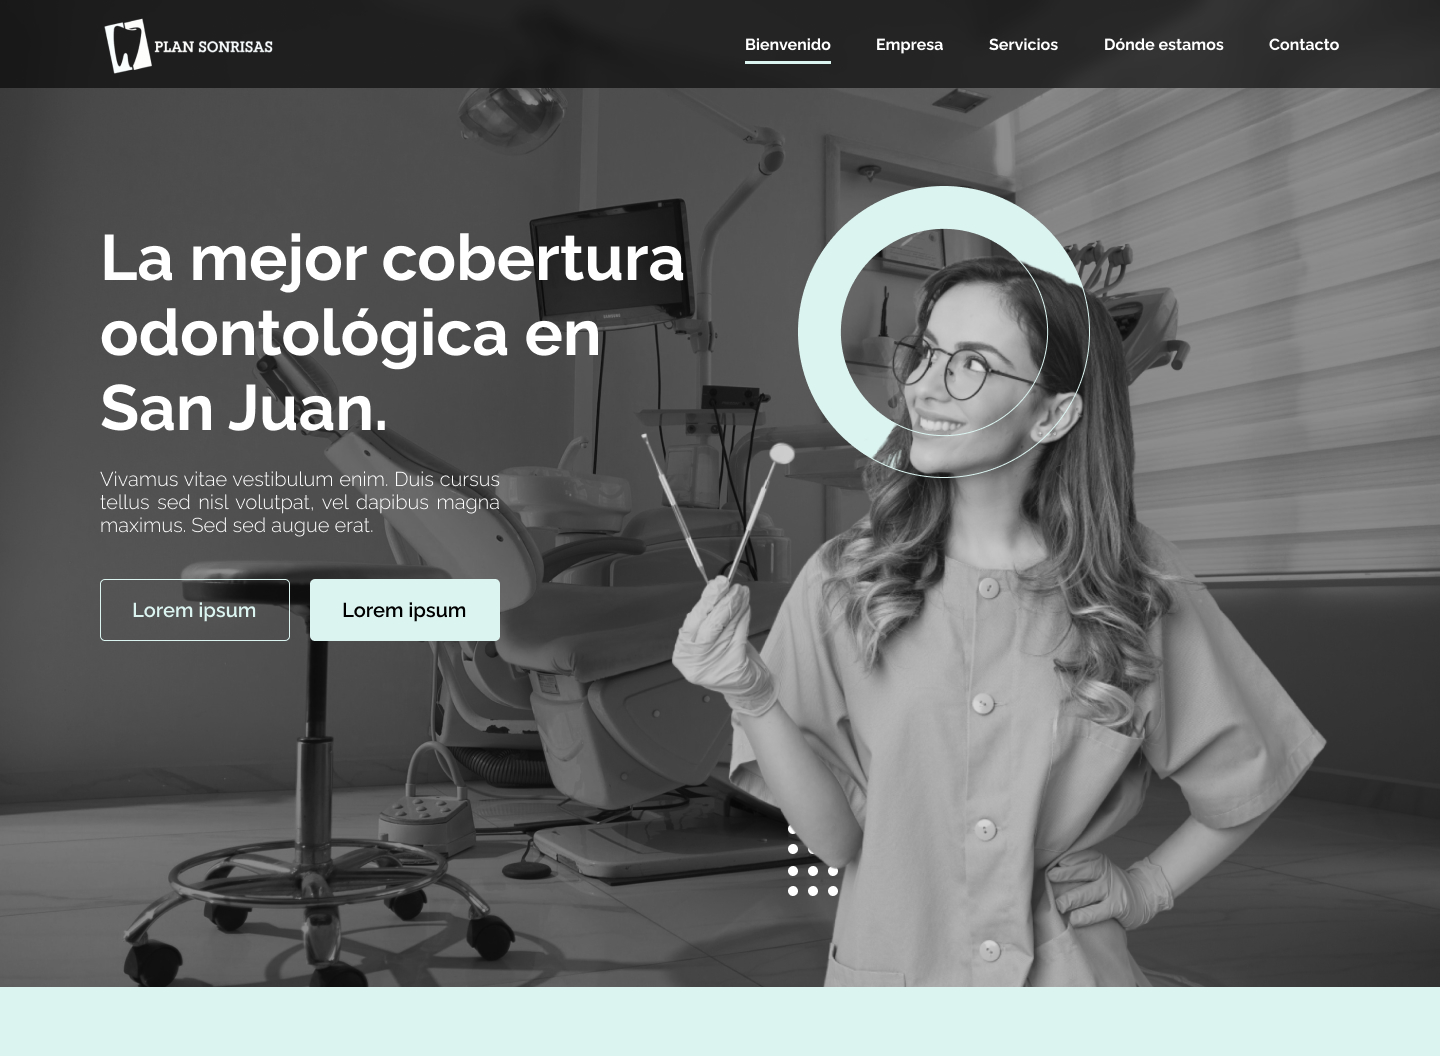 PLAN SONRISAS
Bienvenido
Empresa
Servicios
Dónde estamos
Contacto
La mejor cobertura
odontológica en
San Juan.
Vivamus vitae vestibulum enim. Duis cursus
tellus sed nisl volutpat, vel dapibus magna
maximus. Sed sed augue erat.
Lorem ipsum
Lorem ipsum